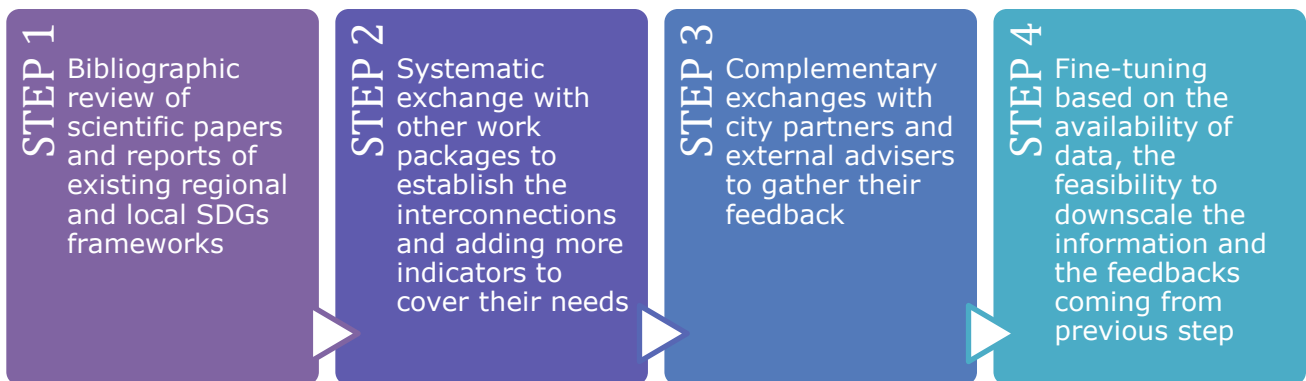 STEP 1
Bibliographic
review of
scientific papers
and reports of
existing regional
and local SDGs
frameworks
STEP 2
Systematic
exchange with
other work
packages to
establish the
interconnections
and adding more
indicators to
cover their needs
STEP 3
Complementary
exchanges with
city partners and
external advisers
to gather their
feedback
STEP 4
Fine-tuning
based on the
availability of
data, the
feasibility to
downscale the
information and
the feedbacks
coming from
previous step